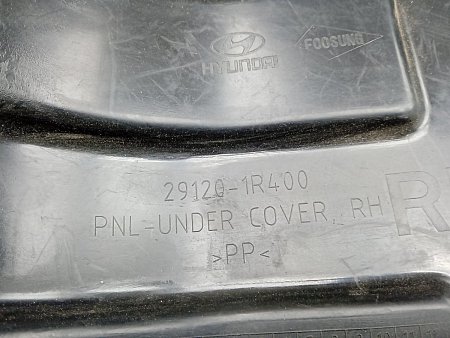 HYUNDAI
FOOSUNG
29120-1R400
PNL-UNDER COVER, RH
>PP<